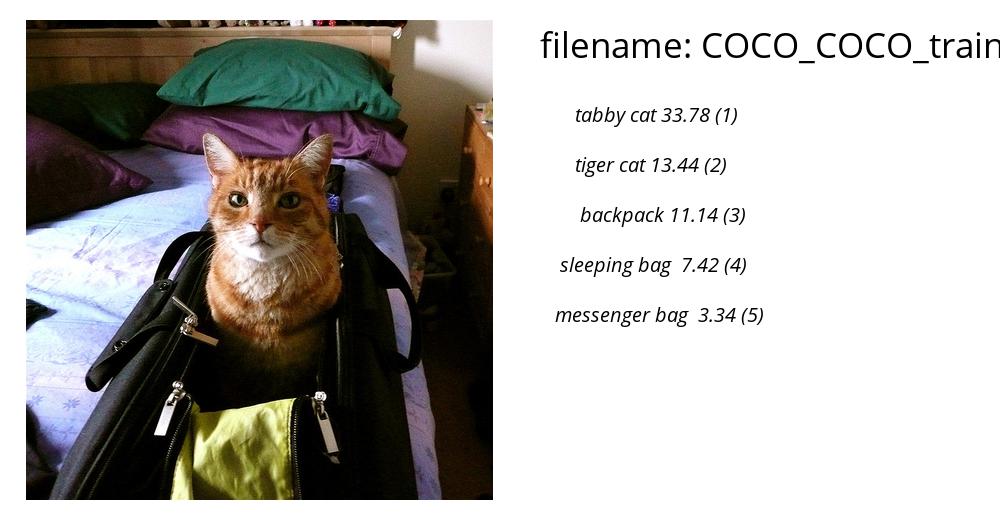 filename: COCO_COCO_train
tabby cat 33.78 (1)
tiger cat 13.44 (2)
backpack 11.14 (3)
sleeping bag  7.42 (4)
messenger bag  3.34 (5)